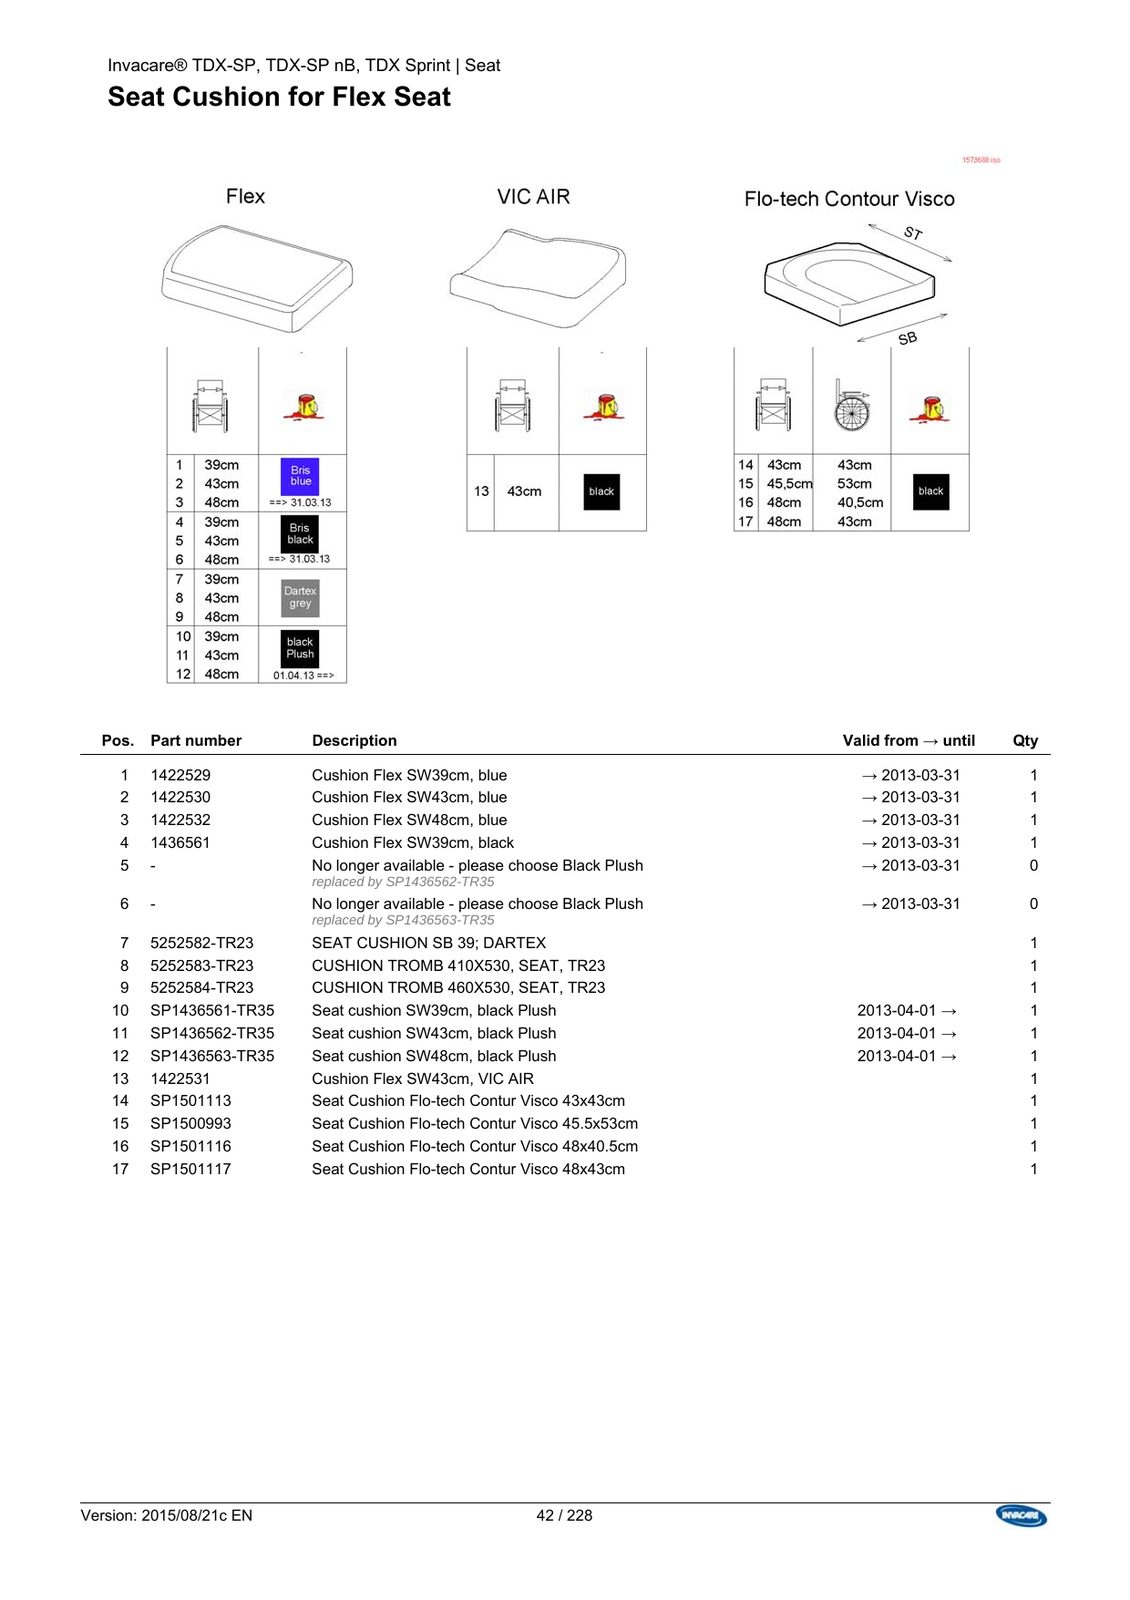 Invacare® TDX-SP, TDX-SP nB, TDX Sprint | Seat
Seat Cushion for Flex Seat
1573688.iso
Flex
VIC AIR
Flo-tech Contour Visco
ST
SB
1 39cm
2 43cm
3 48cm
Bris
blue
==> 31.03.13
4 39cm
5 43cm
6 48cm
Bris
black
==> 31.03.13
7 39cm
8 43cm
9 48cm
Dartex
grey
10 39cm
11 43cm
12 48cm
black
Plush
01.04.13 ==>
13 43cm black
14 43cm 43cm
15 45,5cm 53cm
16 48cm 40,5cm
17 48cm 43cm
black
Pos. Part number Description Valid from → until Qty
1 1422529 Cushion Flex SW39cm, blue → 2013-03-31 1
2 1422530 Cushion Flex SW43cm, blue → 2013-03-31 1
3 1422532 Cushion Flex SW48cm, blue → 2013-03-31 1
4 1436561 Cushion Flex SW39cm, black → 2013-03-31 1
5 - No longer available - please choose Black Plush → 2013-03-31 0
replaced by SP1436562-TR35
6 - No longer available - please choose Black Plush → 2013-03-31 0
replaced by SP1436563-TR35
7 5252582-TR23 SEAT CUSHION SB 39; DARTEX 1
8 5252583-TR23 CUSHION TROMB 410X530, SEAT, TR23 1
9 5252584-TR23 CUSHION TROMB 460X530, SEAT, TR23 1
10 SP1436561-TR35 Seat cushion SW39cm, black Plush 2013-04-01 → 1
11 SP1436562-TR35 Seat cushion SW43cm, black Plush 2013-04-01 → 1
12 SP1436563-TR35 Seat cushion SW48cm, black Plush 2013-04-01 → 1
13 1422531 Cushion Flex SW43cm, VIC AIR 1
14 SP1501113 Seat Cushion Flo-tech Contur Visco 43x43cm 1
15 SP1500993 Seat Cushion Flo-tech Contur Visco 45.5x53cm 1
16 SP1501116 Seat Cushion Flo-tech Contur Visco 48x40.5cm 1
17 SP1501117 Seat Cushion Flo-tech Contur Visco 48x43cm 1
Version: 2015/08/21c EN 42 / 228 INVACARE